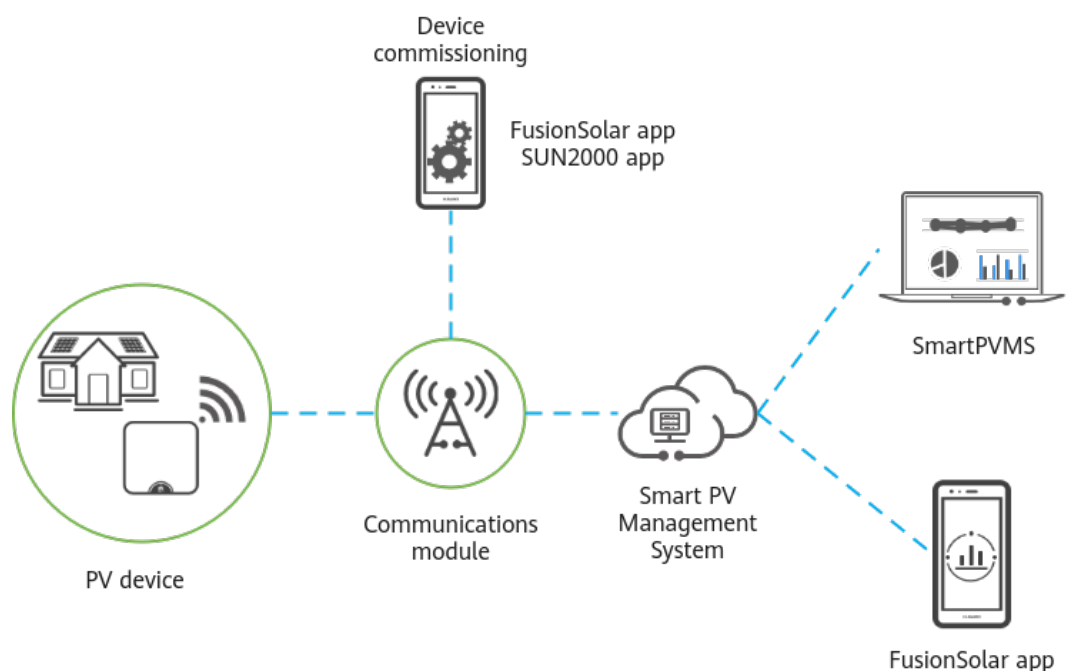 Device
commissioning
FusionSolar app
SUN2000 app
SmartPVMS
Communications
module
Smart PV
Management
System
PV device
FusionSolar app